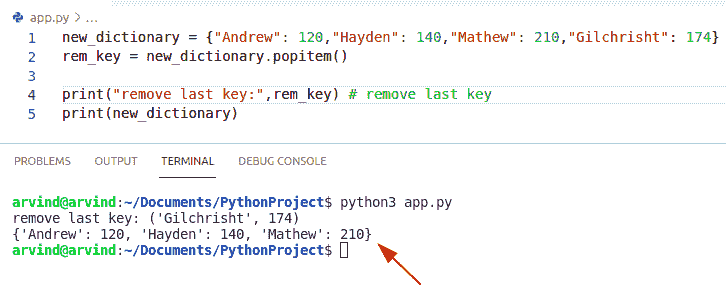 app.py > ...
1 new_dictionary = {"Andrew": 120,"Hayden": 140,"Mathew": 210,"Gilchrisht": 174}
2 rem_key = new_dictionary.popitem()
3
4 print("remove last key:",rem_key) # remove last key
5 print(new_dictionary)
PROBLEMS OUTPUT TERMINAL DEBUG CONSOLE
arvind@arvind:~/Documents/PythonProject$ python3 app.py
remove last key: ('Gilchrisht', 174)
{'Andrew': 120, 'Hayden': 140, 'Mathew': 210}
arvind@arvind:~/Documents/PythonProject$